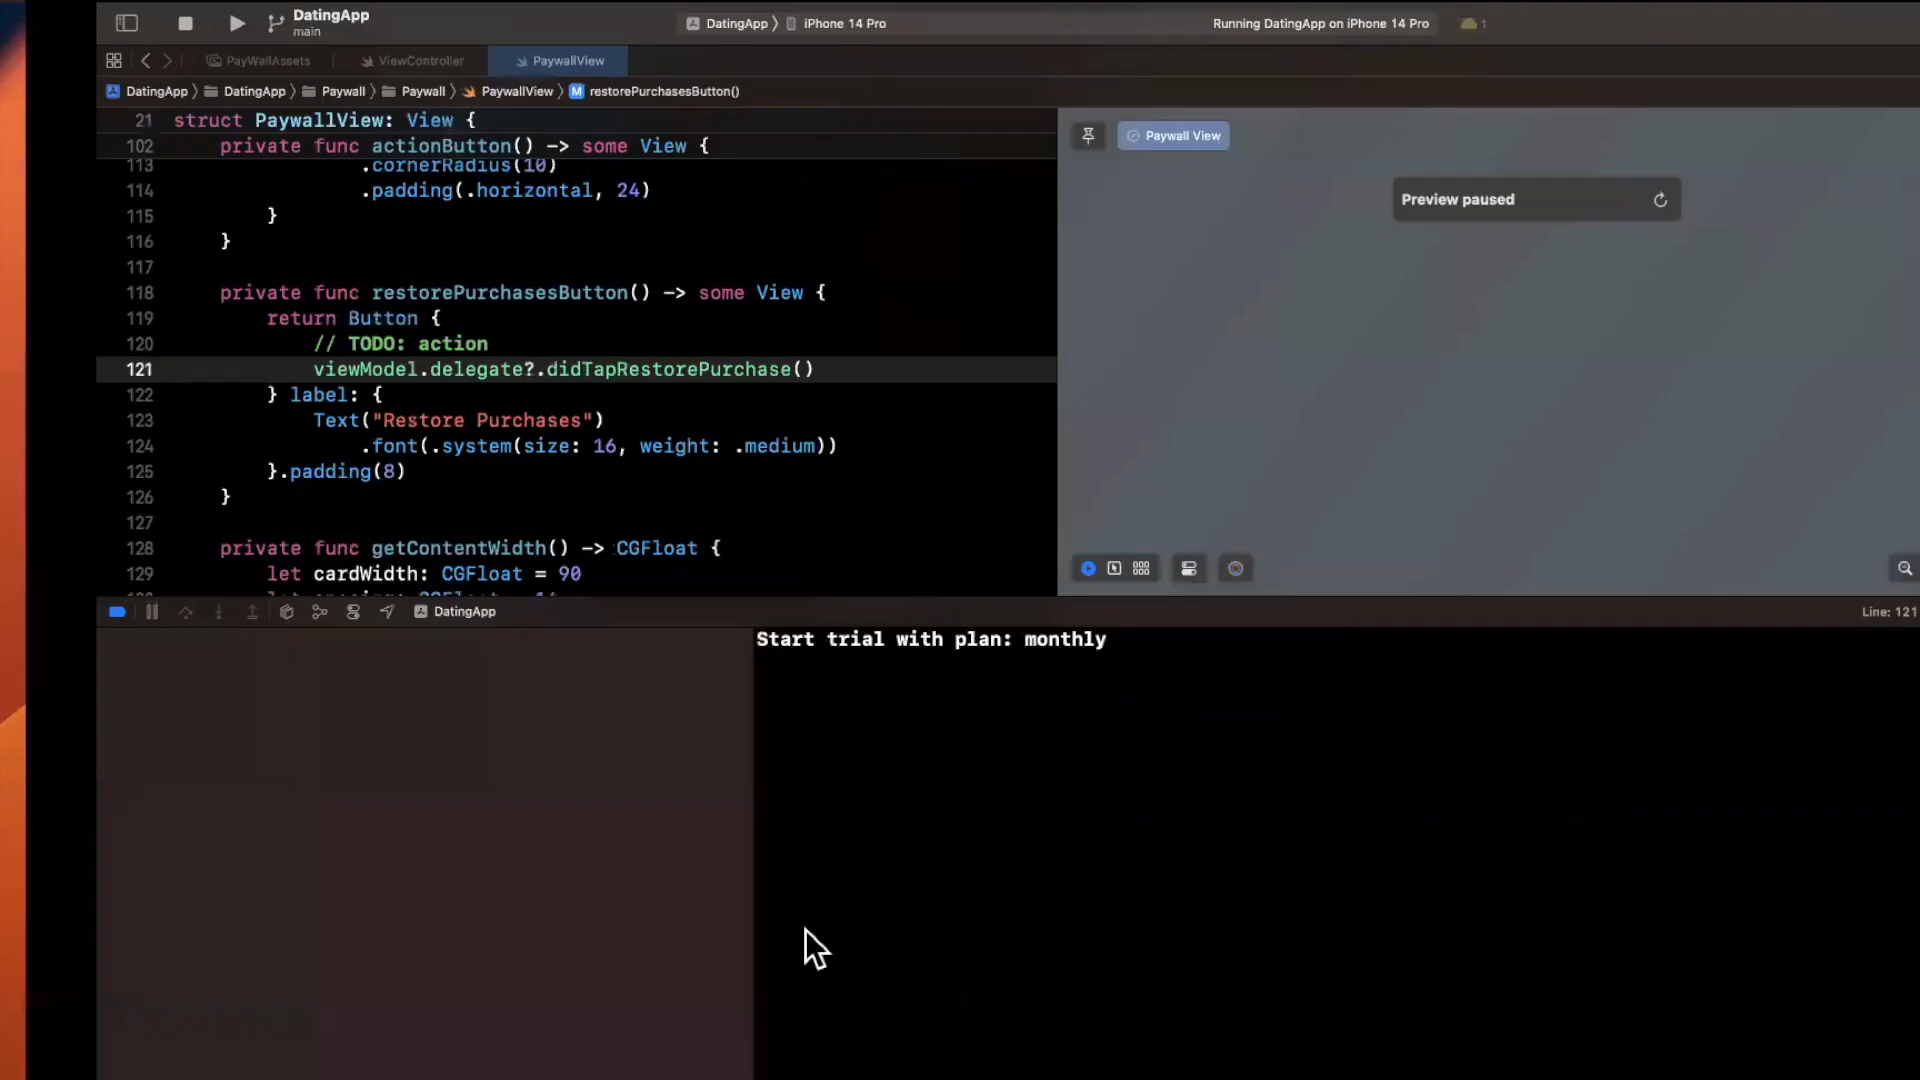 DatingApp
main
DatingApp 〉 iPhone 14 Pro
Running DatingApp on iPhone 14 Pro
1
PayWallAssets
ViewController
PaywallView
DatingApp 〉 DatingApp 〉 Paywall 〉 Paywall 〉 PaywallView 〉 M restorePurchasesButton()
21 struct PaywallView: View {
102 private func actionButton() -> some View {
113 .cornerRadius(10)
114 .padding(.horizontal, 24)
115 }
116 }
117
118 private func restorePurchasesButton() -> some View {
119 return Button {
120 // TODO: action
121 viewModel.delegate?.didTapRestorePurchase()
122 } label: {
123 Text("Restore Purchases")
124 .font(.system(size: 16, weight: .medium))
125 }.padding(8)
126 }
127
128 private func getContentWidth() -> CGFloat {
129 let cardWidth: CGFloat = 90
Paywall View
Preview paused
DatingApp
Line: 121
Start trial with plan: monthly